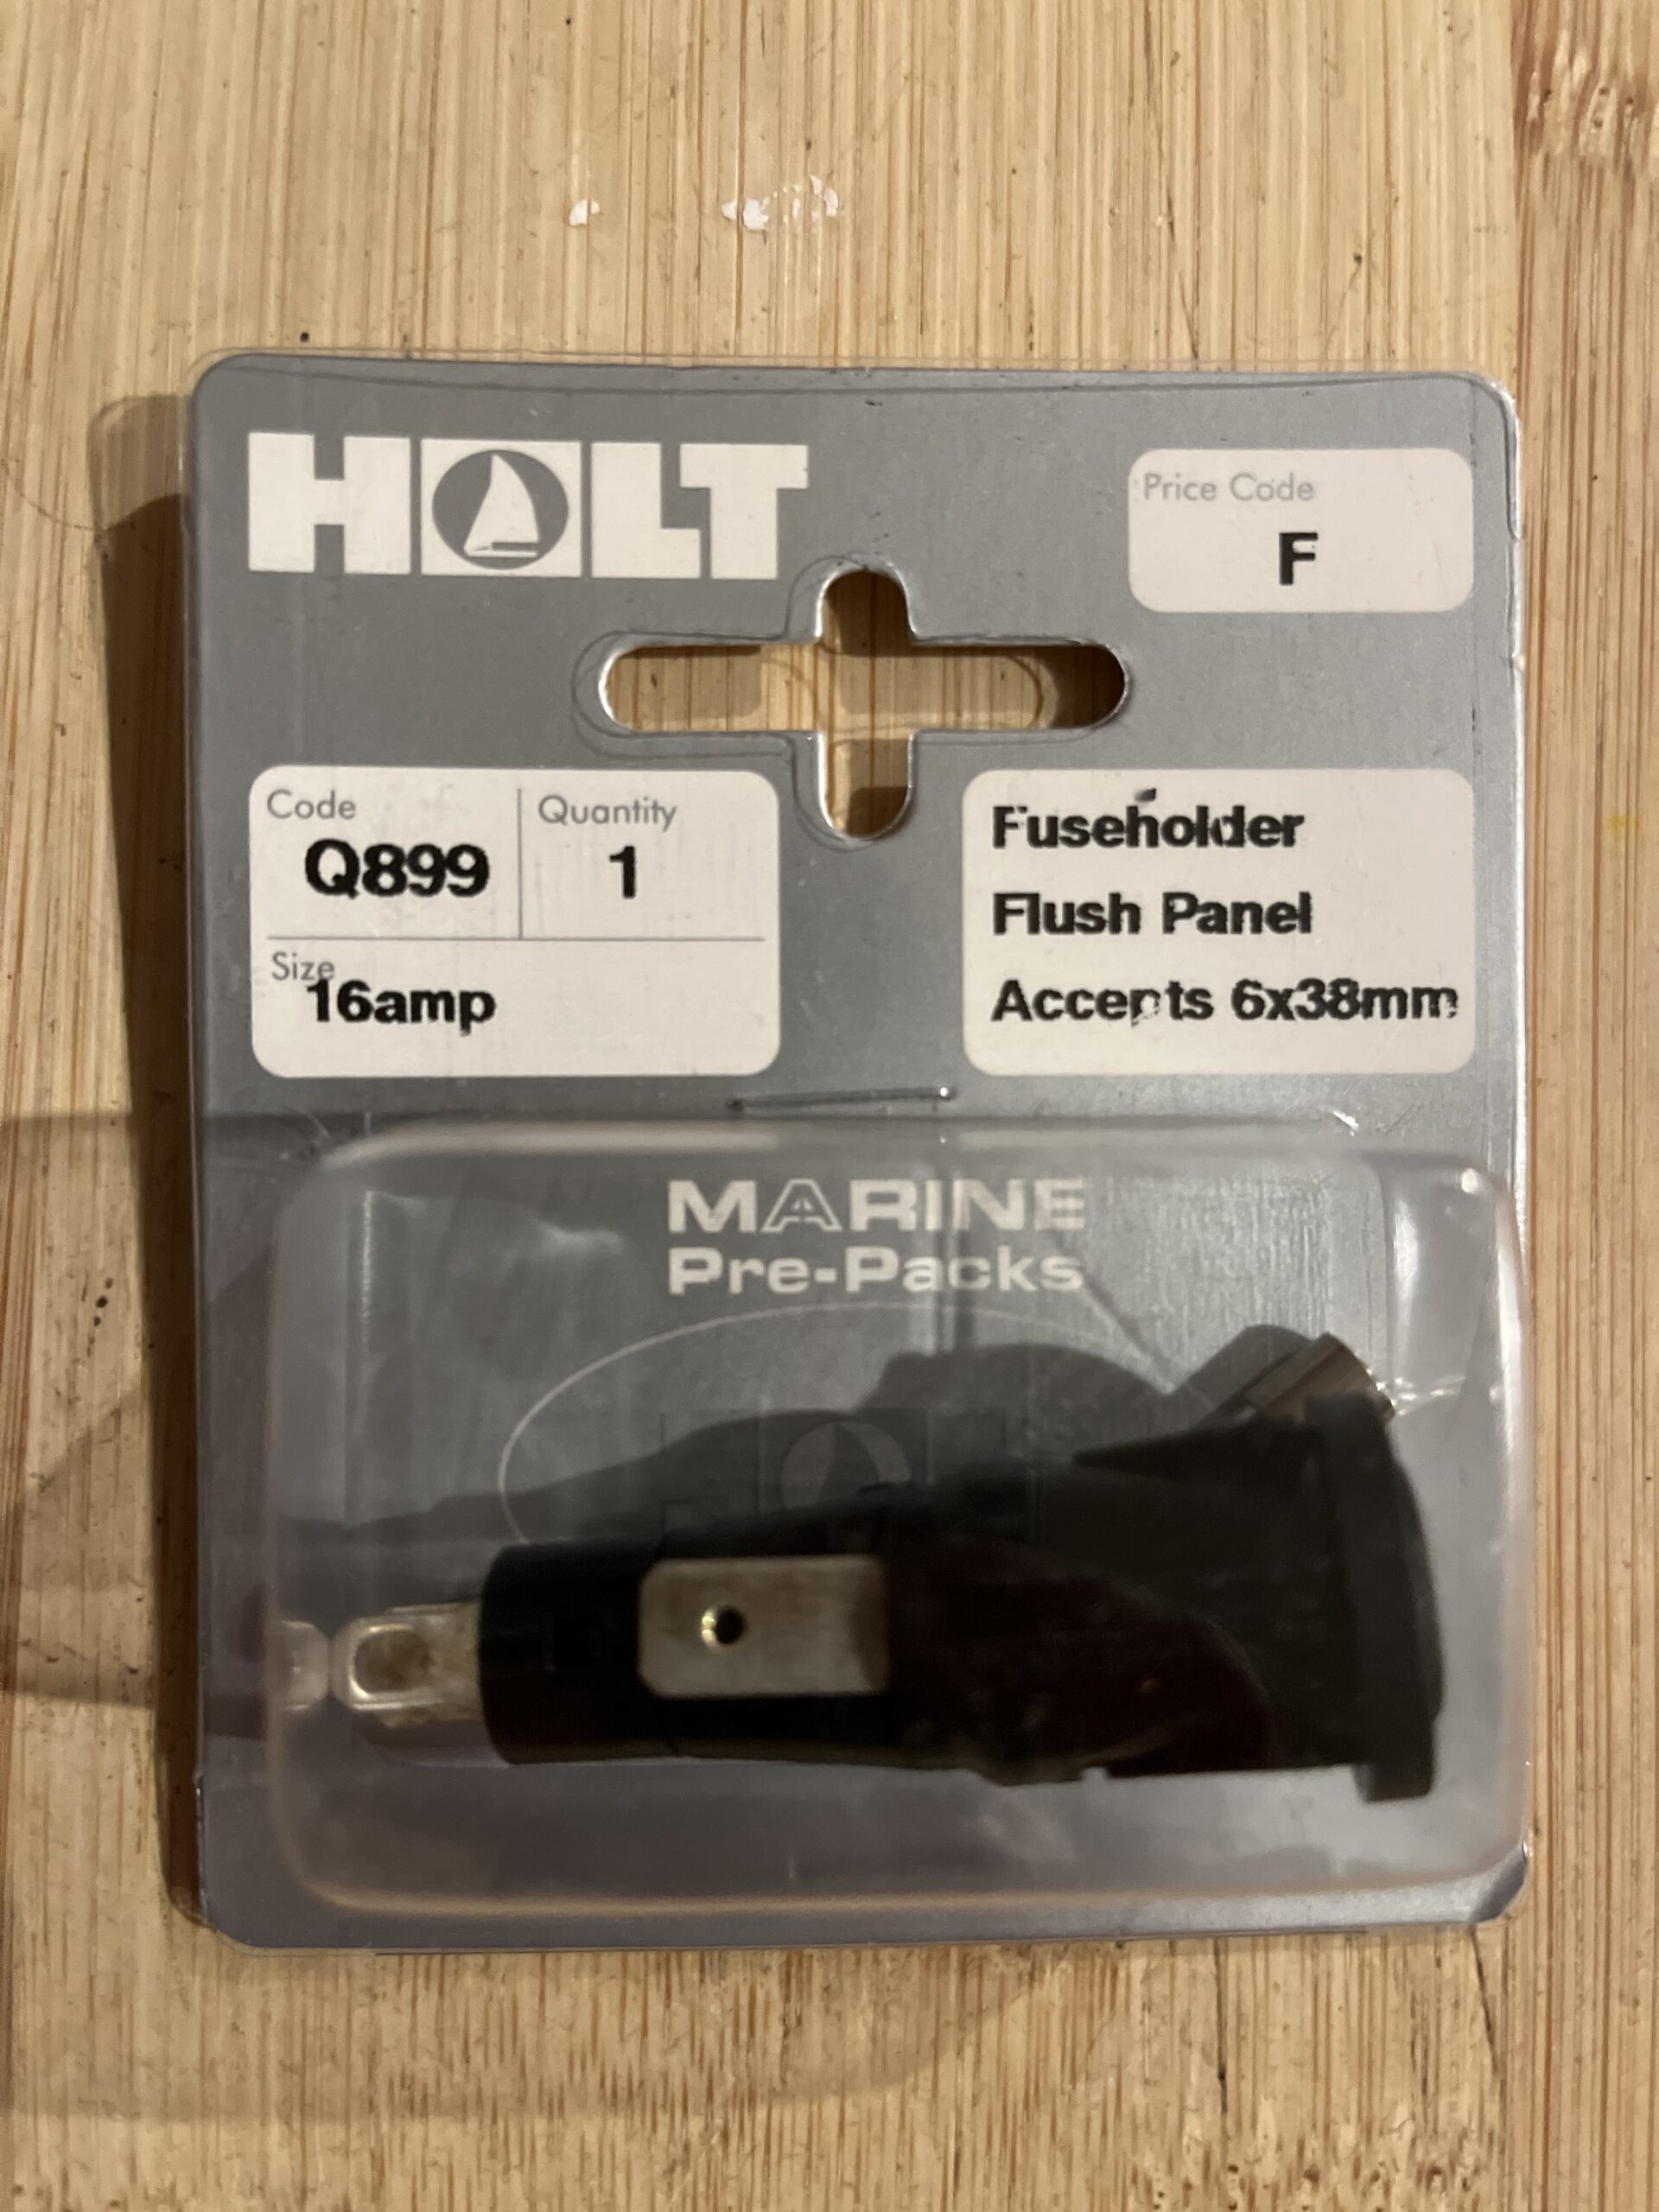 HOLT
Price Code
F
Code
Q899
Quantity
1
Size
16amp
Fuseholder
Flush Panel
Accepts 6x38mm
MARINE
Pre-Packs